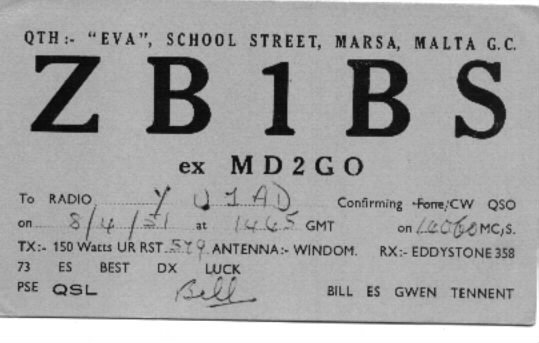 QTH:- "EVA", SCHOOL STREET, MARSA, MALTA G.C.
ZB1BS
ex MD2GO
To RADIO Y U 1 AD Confirming Fone/CW QSO
on 8/4/51 at GMT on MC,S.
TX:- 150 Watts UR RST 579 ANTENNA:- WINDOM. RX:- EDDYSTONE 358
73 ES BEST DX LUCK
PSE QSL Bill BILL ES GWEN TENNENT